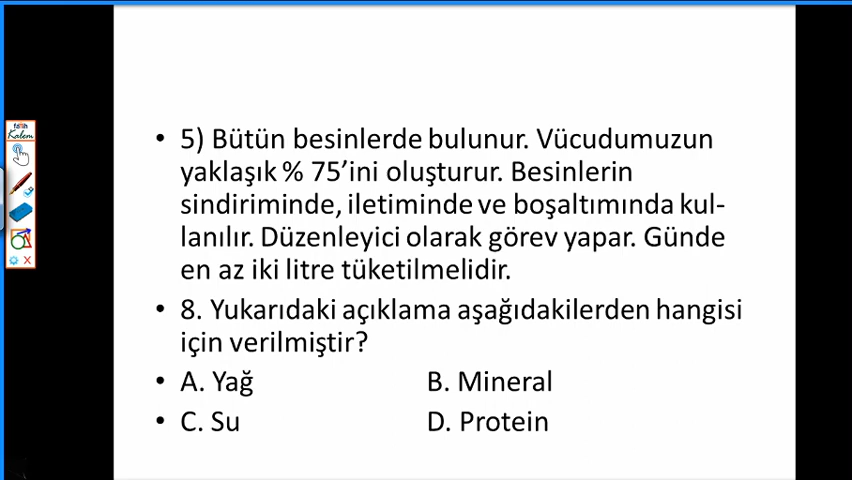 fatih
Kalem
• 5) Bütün besinlerde bulunur. Vücudumuzun
yaklaşık % 75’ini oluşturur. Besinlerin
sindiriminde, iletiminde ve boşaltımında kul-
lanılır. Düzenleyici olarak görev yapar. Günde
en az iki litre tüketilmelidir.
• 8. Yukarıdaki açıklama aşağıdakilerden hangisi
için verilmiştir?
• A. Yağ B. Mineral
• C. Su D. Protein